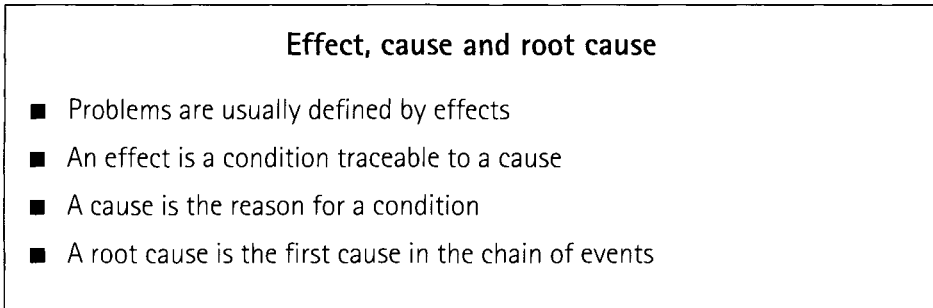 Effect, cause and root cause
■ Problems are usually defined by effects
■ An effect is a condition traceable to a cause
■ A cause is the reason for a condition
■ A root cause is the first cause in the chain of events